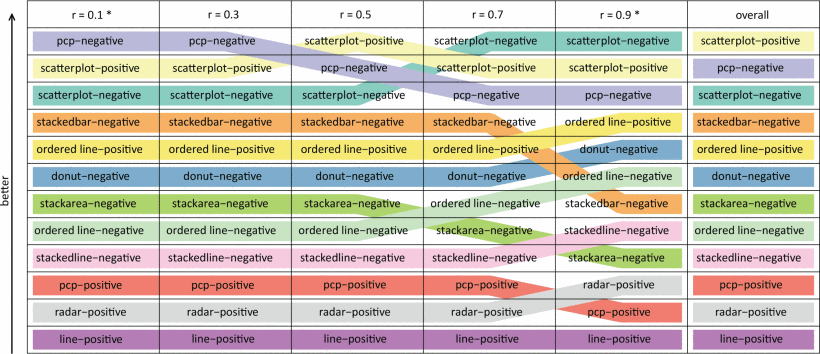 r = 0.1 * r = 0.3 r = 0.5 r = 0.7 r = 0.9 * overall
pcp−negative pcp−negative scatterplot−positive scatterplot−negative scatterplot−negative scatterplot−positive
scatterplot−positive scatterplot−positive pcp−negative scatterplot−positive scatterplot−positive pcp−negative
scatterplot−negative scatterplot−negative scatterplot−negative pcp−negative pcp−negative scatterplot−negative
stackedbar−negative stackedbar−negative stackedbar−negative stackedbar−negative ordered line−positive stackedbar−negative
ordered line−positive ordered line−positive ordered line−positive ordered line−positive donut−negative ordered line−positive
donut−negative donut−negative donut−negative donut−negative ordered line−negative donut−negative
stackarea−negative stackarea−negative stackarea−negative ordered line−negative stackedbar−negative stackarea−negative
ordered line−negative ordered line−negative ordered line−negative stackarea−negative stackedline−negative ordered line−negative
stackedline−negative stackedline−negative stackedline−negative stackedline−negative stackarea−negative stackedline−negative
pcp−positive pcp−positive pcp−positive pcp−positive radar−positive pcp−positive
radar−positive radar−positive radar−positive radar−positive pcp−positive radar−positive
line−positive line−positive line−positive line−positive line−positive line−positive
better